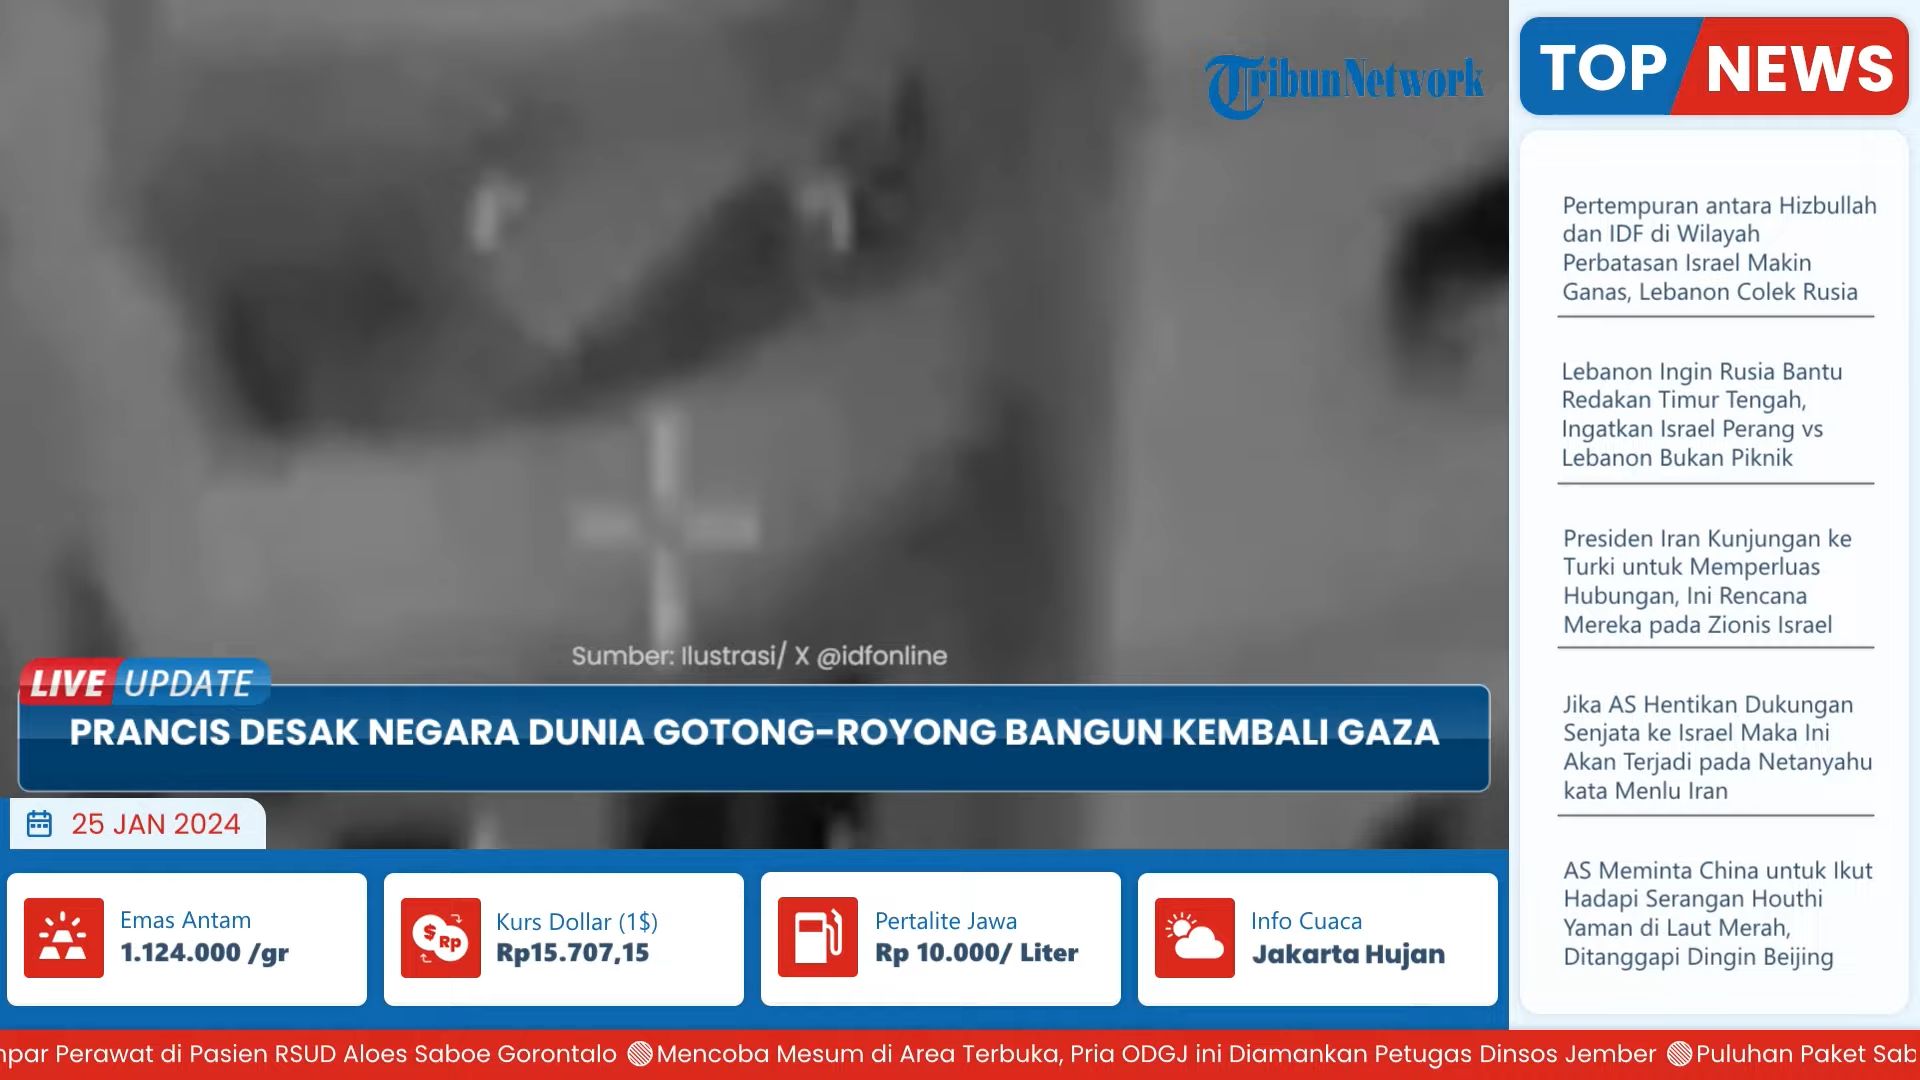 TribunNetwork
TOP NEWS
Pertempuran antara Hizbullah
dan IDF di Wilayah
Perbatasan Israel Makin
Ganas, Lebanon Colek Rusia
Lebanon Ingin Rusia Bantu
Redakan Timur Tengah,
Ingatkan Israel Perang vs
Lebanon Bukan Piknik
Presiden Iran Kunjungan ke
Turki untuk Memperluas
Hubungan, Ini Rencana
Mereka pada Zionis Israel
Jika AS Hentikan Dukungan
Senjata ke Israel Maka Ini
Akan Terjadi pada Netanyahu
kata Menlu Iran
AS Meminta China untuk Ikut
Hadapi Serangan Houthi
Yaman di Laut Merah,
Ditanggapi Dingin Beijing
Sumber: Ilustrasi/ X @idfonline
LIVE UPDATE
PRANCIS DESAK NEGARA DUNIA GOTONG-ROYONG BANGUN KEMBALI GAZA
25 JAN 2024
Emas Antam
1.124.000 /gr
Kurs Dollar (1$)
Rp15.707,15
$ Rp
Pertalite Jawa
Rp 10.000/ Liter
Info Cuaca
Jakarta Hujan
Perawat di Pasien RSUD Aloes Saboe Gorontalo Mencoba Mesum di Area Terbuka, Pria ODGJ ini Diamankan Petugas Dinsos Jember Puluhan Paket